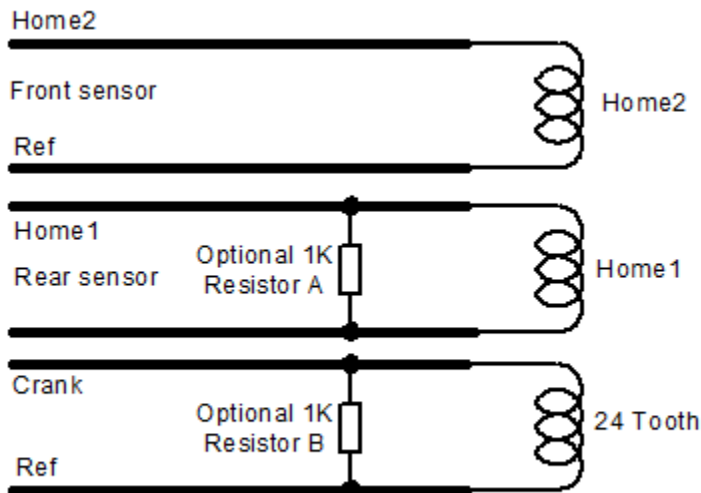 Home2
Front sensor
Home2
Ref
Home1
Rear sensor
Optional 1K
Resistor A
Home1
Crank
Optional 1K
Resistor B
24 Tooth
Ref